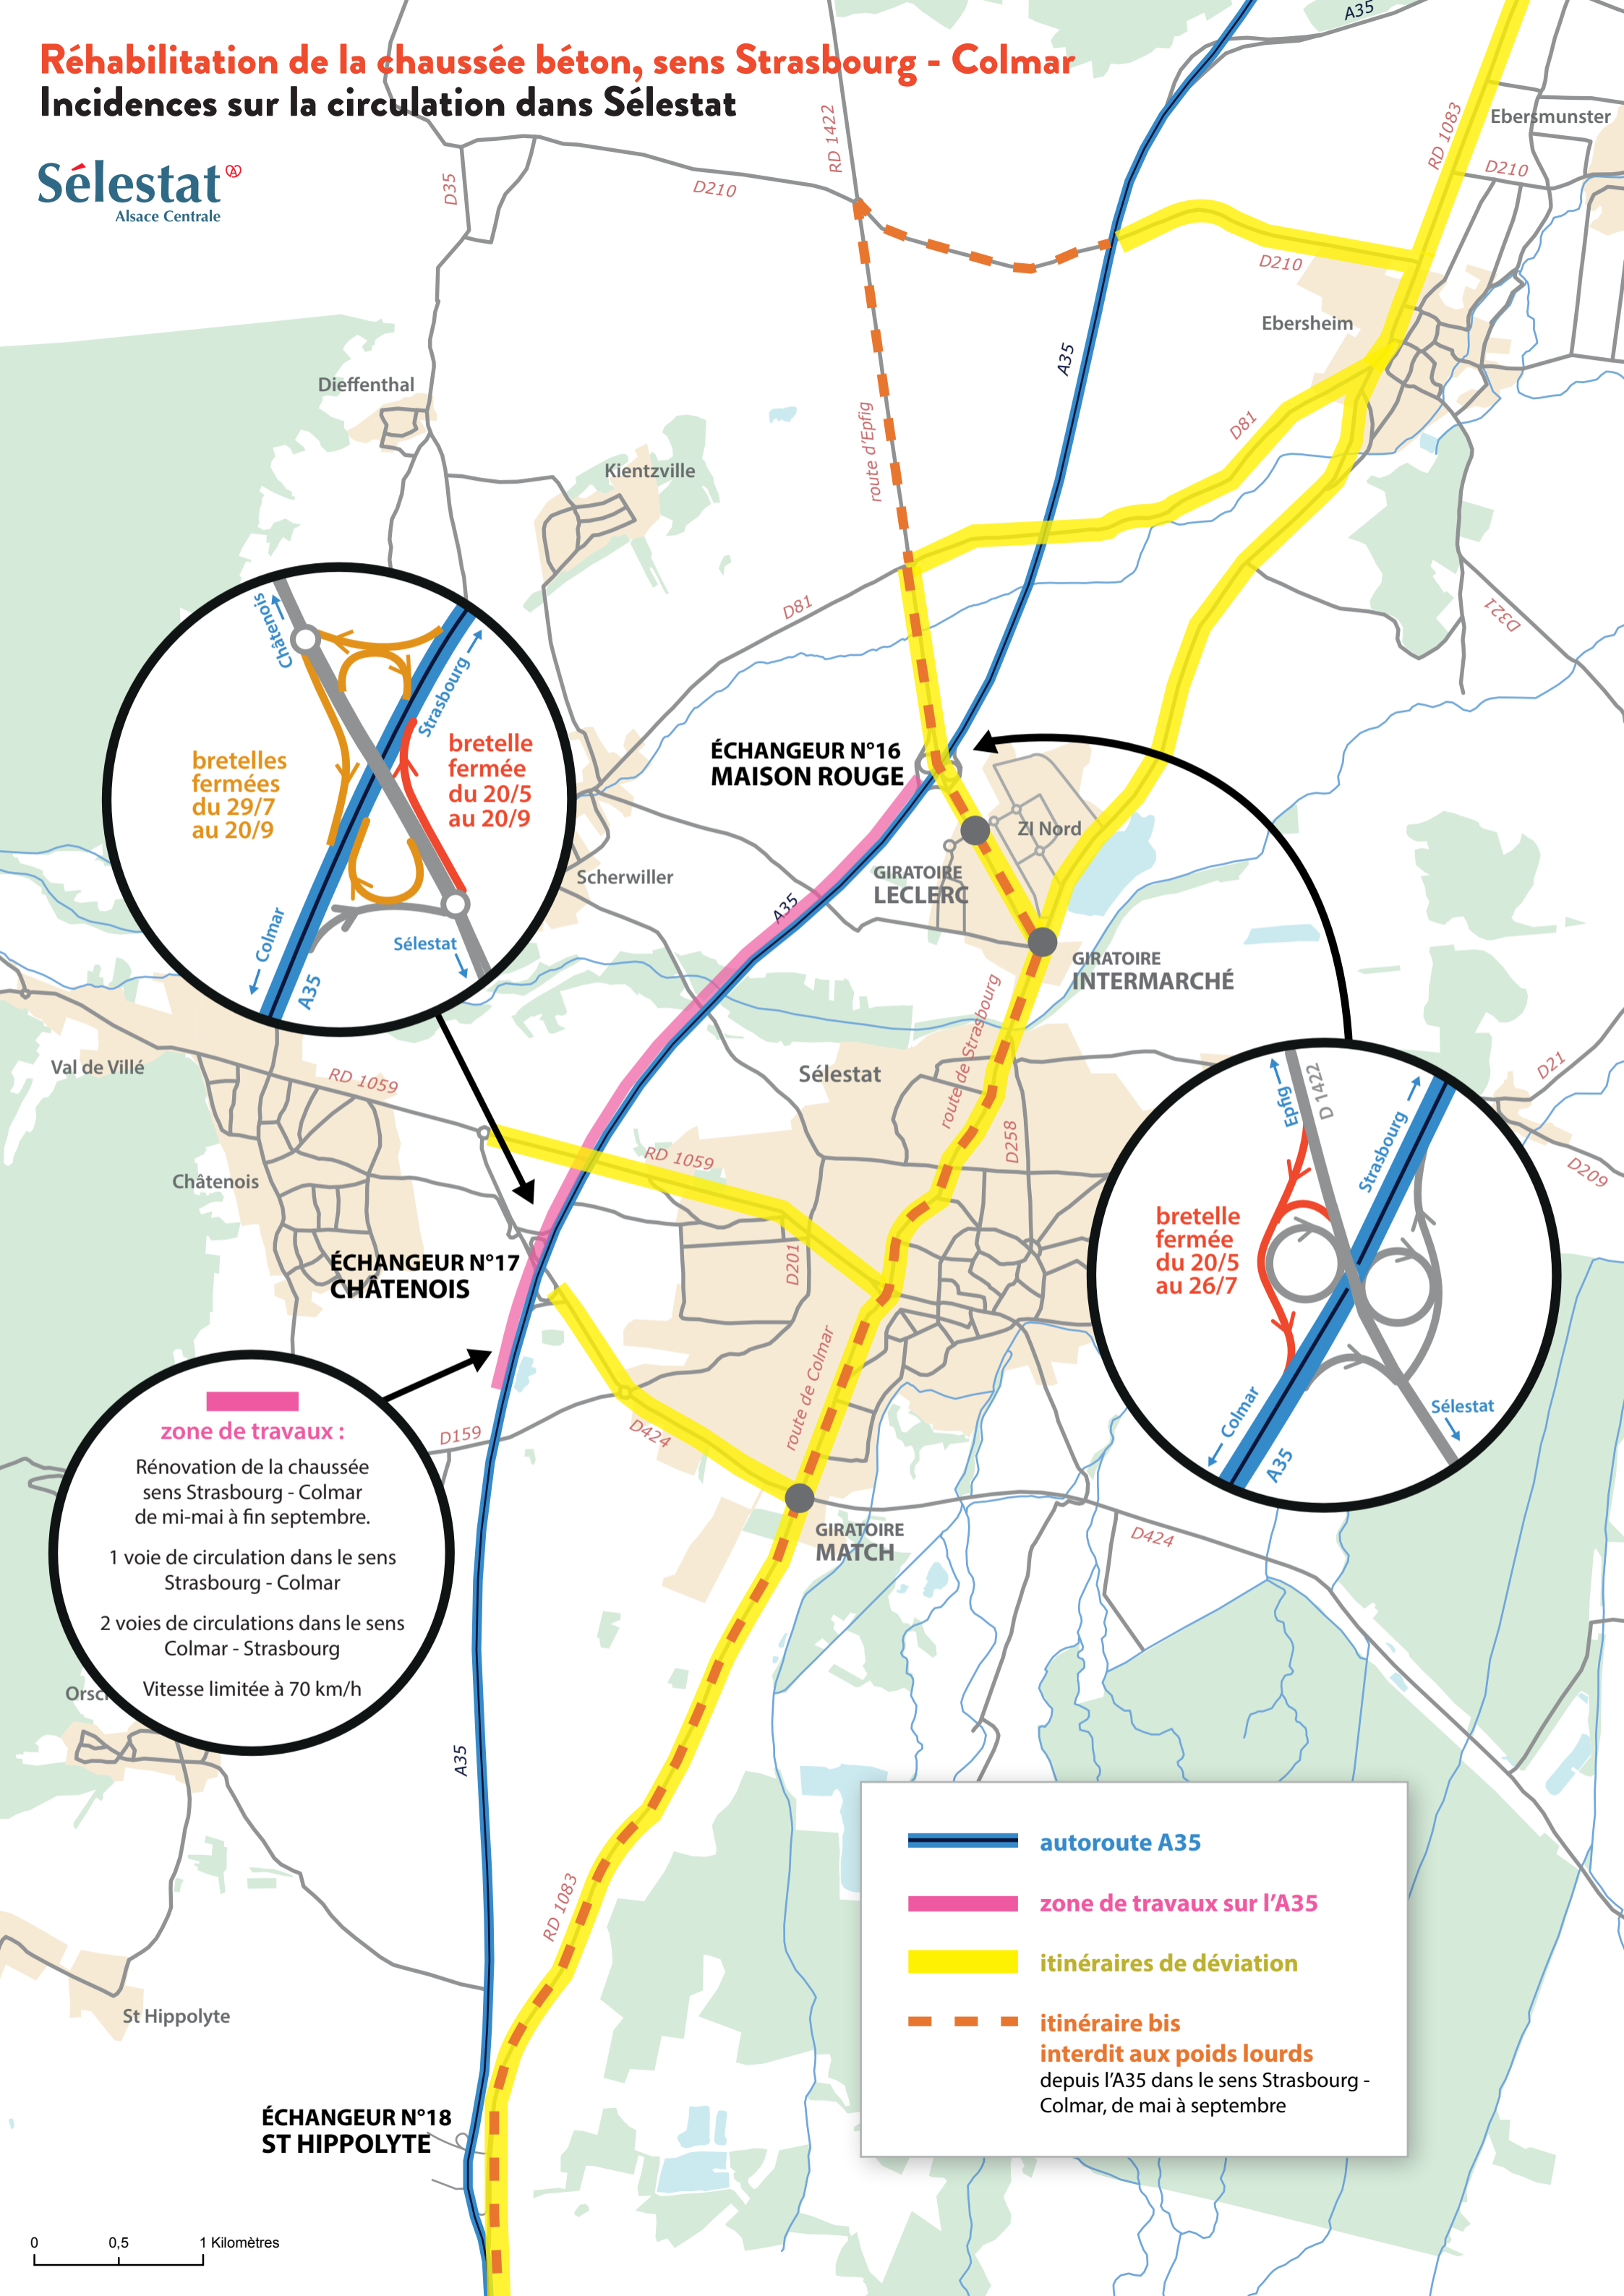 Réhabilitation de la chaussée béton, sens Strasbourg - Colmar
Incidences sur la circulation dans Sélestat
Sélestat
Alsace Centrale
A35
RD 1422
RD 1083
Ebersmunster
D210
D35
D210
D210
Ebersheim
A35
Dieffenthal
route d'Epfig
D81
Kientzville
D81
D321
Châtenois
Strasbourg
bretelles
fermées
du 29/7
au 20/9
bretelle
fermée
du 20/5
au 20/9
Colmar
A35
Sélestat
ÉCHANGEUR N°16
MAISON ROUGE
ZI Nord
GIRATOIRE
LECLERC
Scherwiller
A35
GIRATOIRE
INTERMARCHÉ
route de Strasbourg
Val de Villé
RD 1059
Sélestat
D258
D21
D209
RD 1059
Châtenois
D201
Epfig
D 1422
Strasbourg
bretelle
fermée
du 20/5
au 26/7
Colmar
A35
Sélestat
ÉCHANGEUR N°17
CHÂTENOIS
route de Colmar
D159
D424
zone de travaux :
Rénovation de la chaussée
sens Strasbourg - Colmar
de mi-mai à fin septembre.
1 voie de circulation dans le sens
Strasbourg - Colmar
2 voies de circulations dans le sens
Colmar - Strasbourg
Vitesse limitée à 70 km/h
GIRATOIRE
MATCH
D424
A35
RD 1083
St Hippolyte
ÉCHANGEUR N°18
ST HIPPOLYTE
autoroute A35
zone de travaux sur l'A35
itinéraires de déviation
itinéraire bis
interdit aux poids lourds
depuis l'A35 dans le sens Strasbourg -
Colmar, de mai à septembre
0 0,5 1 Kilomètres